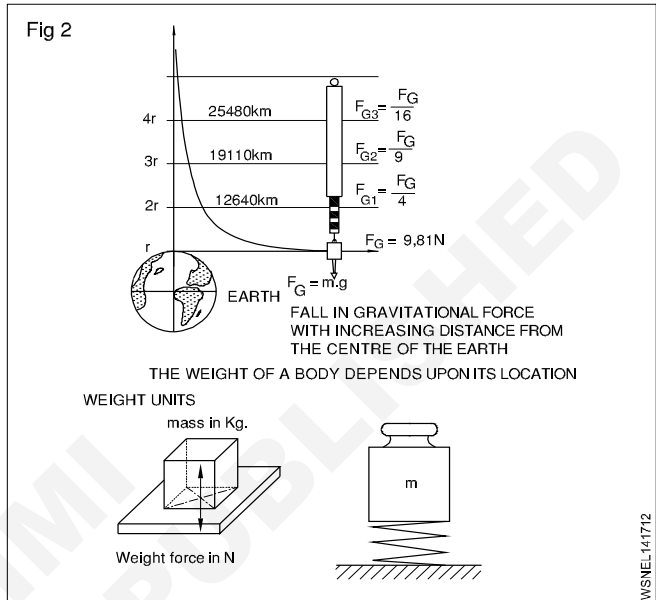 Fig 2
4r 25480km F_G3 = F_G/16
3r 19110km F_G2 = F_G/9
2r 12640km F_G1 = F_G/4
r F_G = 9,81N
F_G = m.g
EARTH
FALL IN GRAVITATIONAL FORCE
WITH INCREASING DISTANCE FROM
THE CENTRE OF THE EARTH
THE WEIGHT OF A BODY DEPENDS UPON ITS LOCATION
WEIGHT UNITS
mass in Kg.
m
Weight force in N
WSNEL141712
PUBLISHED